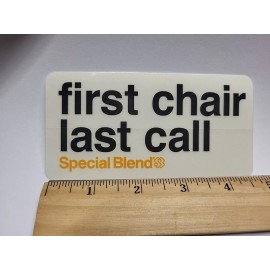 first chair
last call
Special Blend
1 2 3 4